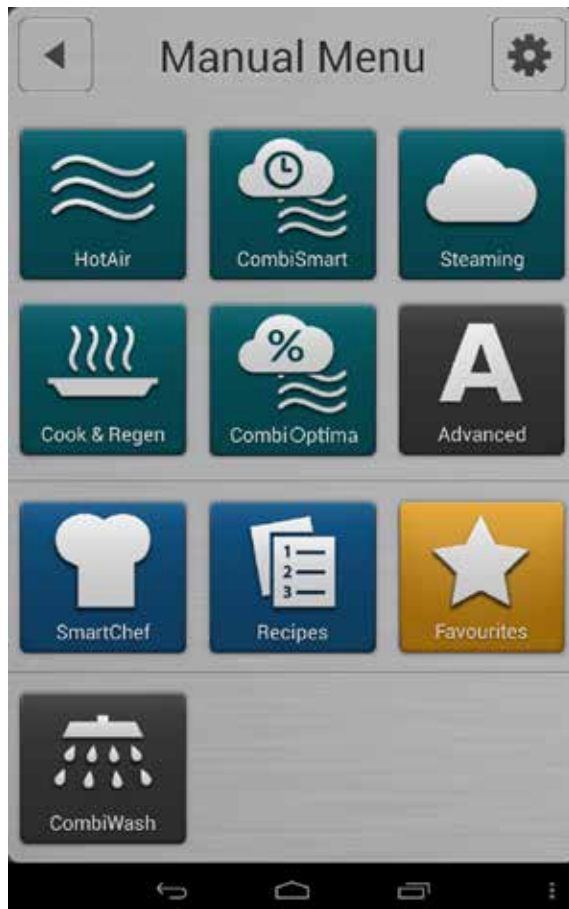 Manual Menu
HotAir
CombiSmart
Steaming
%
Cook & Regen
CombiOptima
A
Advanced
1
2
3
SmartChef
Recipes
Favourites
CombiWash